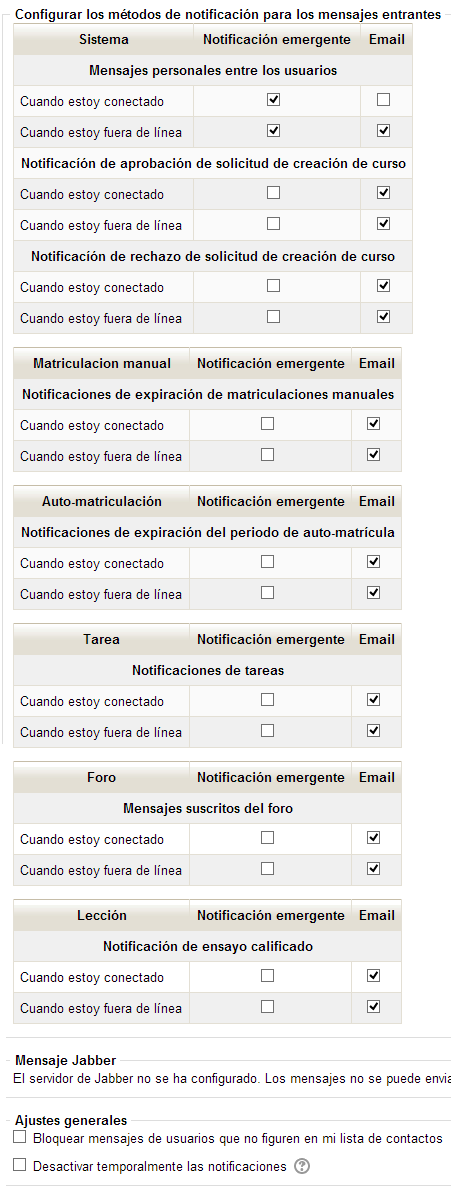 Configurar los métodos de notificación para los mensajes entrantes
Sistema Notificación emergente Email
Mensajes personales entre los usuarios
Cuando estoy conectado
Cuando estoy fuera de línea
Notificación de aprobación de solicitud de creación de curso
Cuando estoy conectado
Cuando estoy fuera de línea
Notificación de rechazo de solicitud de creación de curso
Cuando estoy conectado
Cuando estoy fuera de línea
Matriculacion manual Notificación emergente Email
Notificaciones de expiración de matriculaciones manuales
Cuando estoy conectado
Cuando estoy fuera de línea
Auto-matriculación Notificación emergente Email
Notificaciones de expiración del periodo de auto-matrícula
Cuando estoy conectado
Cuando estoy fuera de línea
Tarea Notificación emergente Email
Notificaciones de tareas
Cuando estoy conectado
Cuando estoy fuera de línea
Foro Notificación emergente Email
Mensajes suscritos del foro
Cuando estoy conectado
Cuando estoy fuera de línea
Lección Notificación emergente Email
Notificación de ensayo calificado
Cuando estoy conectado
Cuando estoy fuera de línea
Mensaje Jabber
El servidor de Jabber no se ha configurado. Los mensajes no se puede envia
Ajustes generales
Bloquear mensajes de usuarios que no figuren en mi lista de contactos
Desactivar temporalmente las notificaciones ?